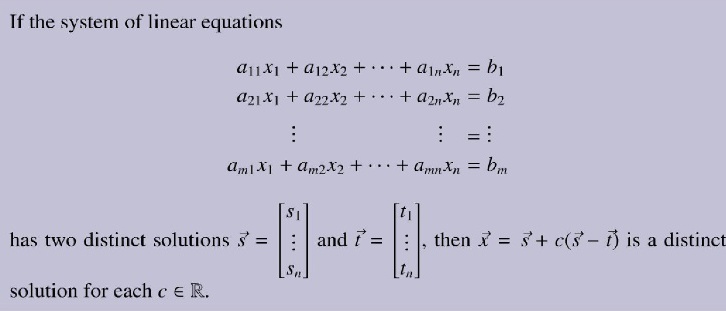 If the system of linear equations
a₁₁x₁ + a₁₂x₂ + ··· + a₁ₙxₙ = b₁
a₂₁x₁ + a₂₂x₂ + ··· + a₂ₙxₙ = b₂
⋮ ⋮ = ⋮
aₘ₁x₁ + aₘ₂x₂ + ··· + aₘₙxₙ = bₘ
has two distinct solutions s⃗ = [s₁ ⋮ sₙ] and t⃗ = [t₁ ⋮ tₙ], then x⃗ = s⃗ + c(s⃗ − t⃗) is a distinct
solution for each c ∈ ℝ.